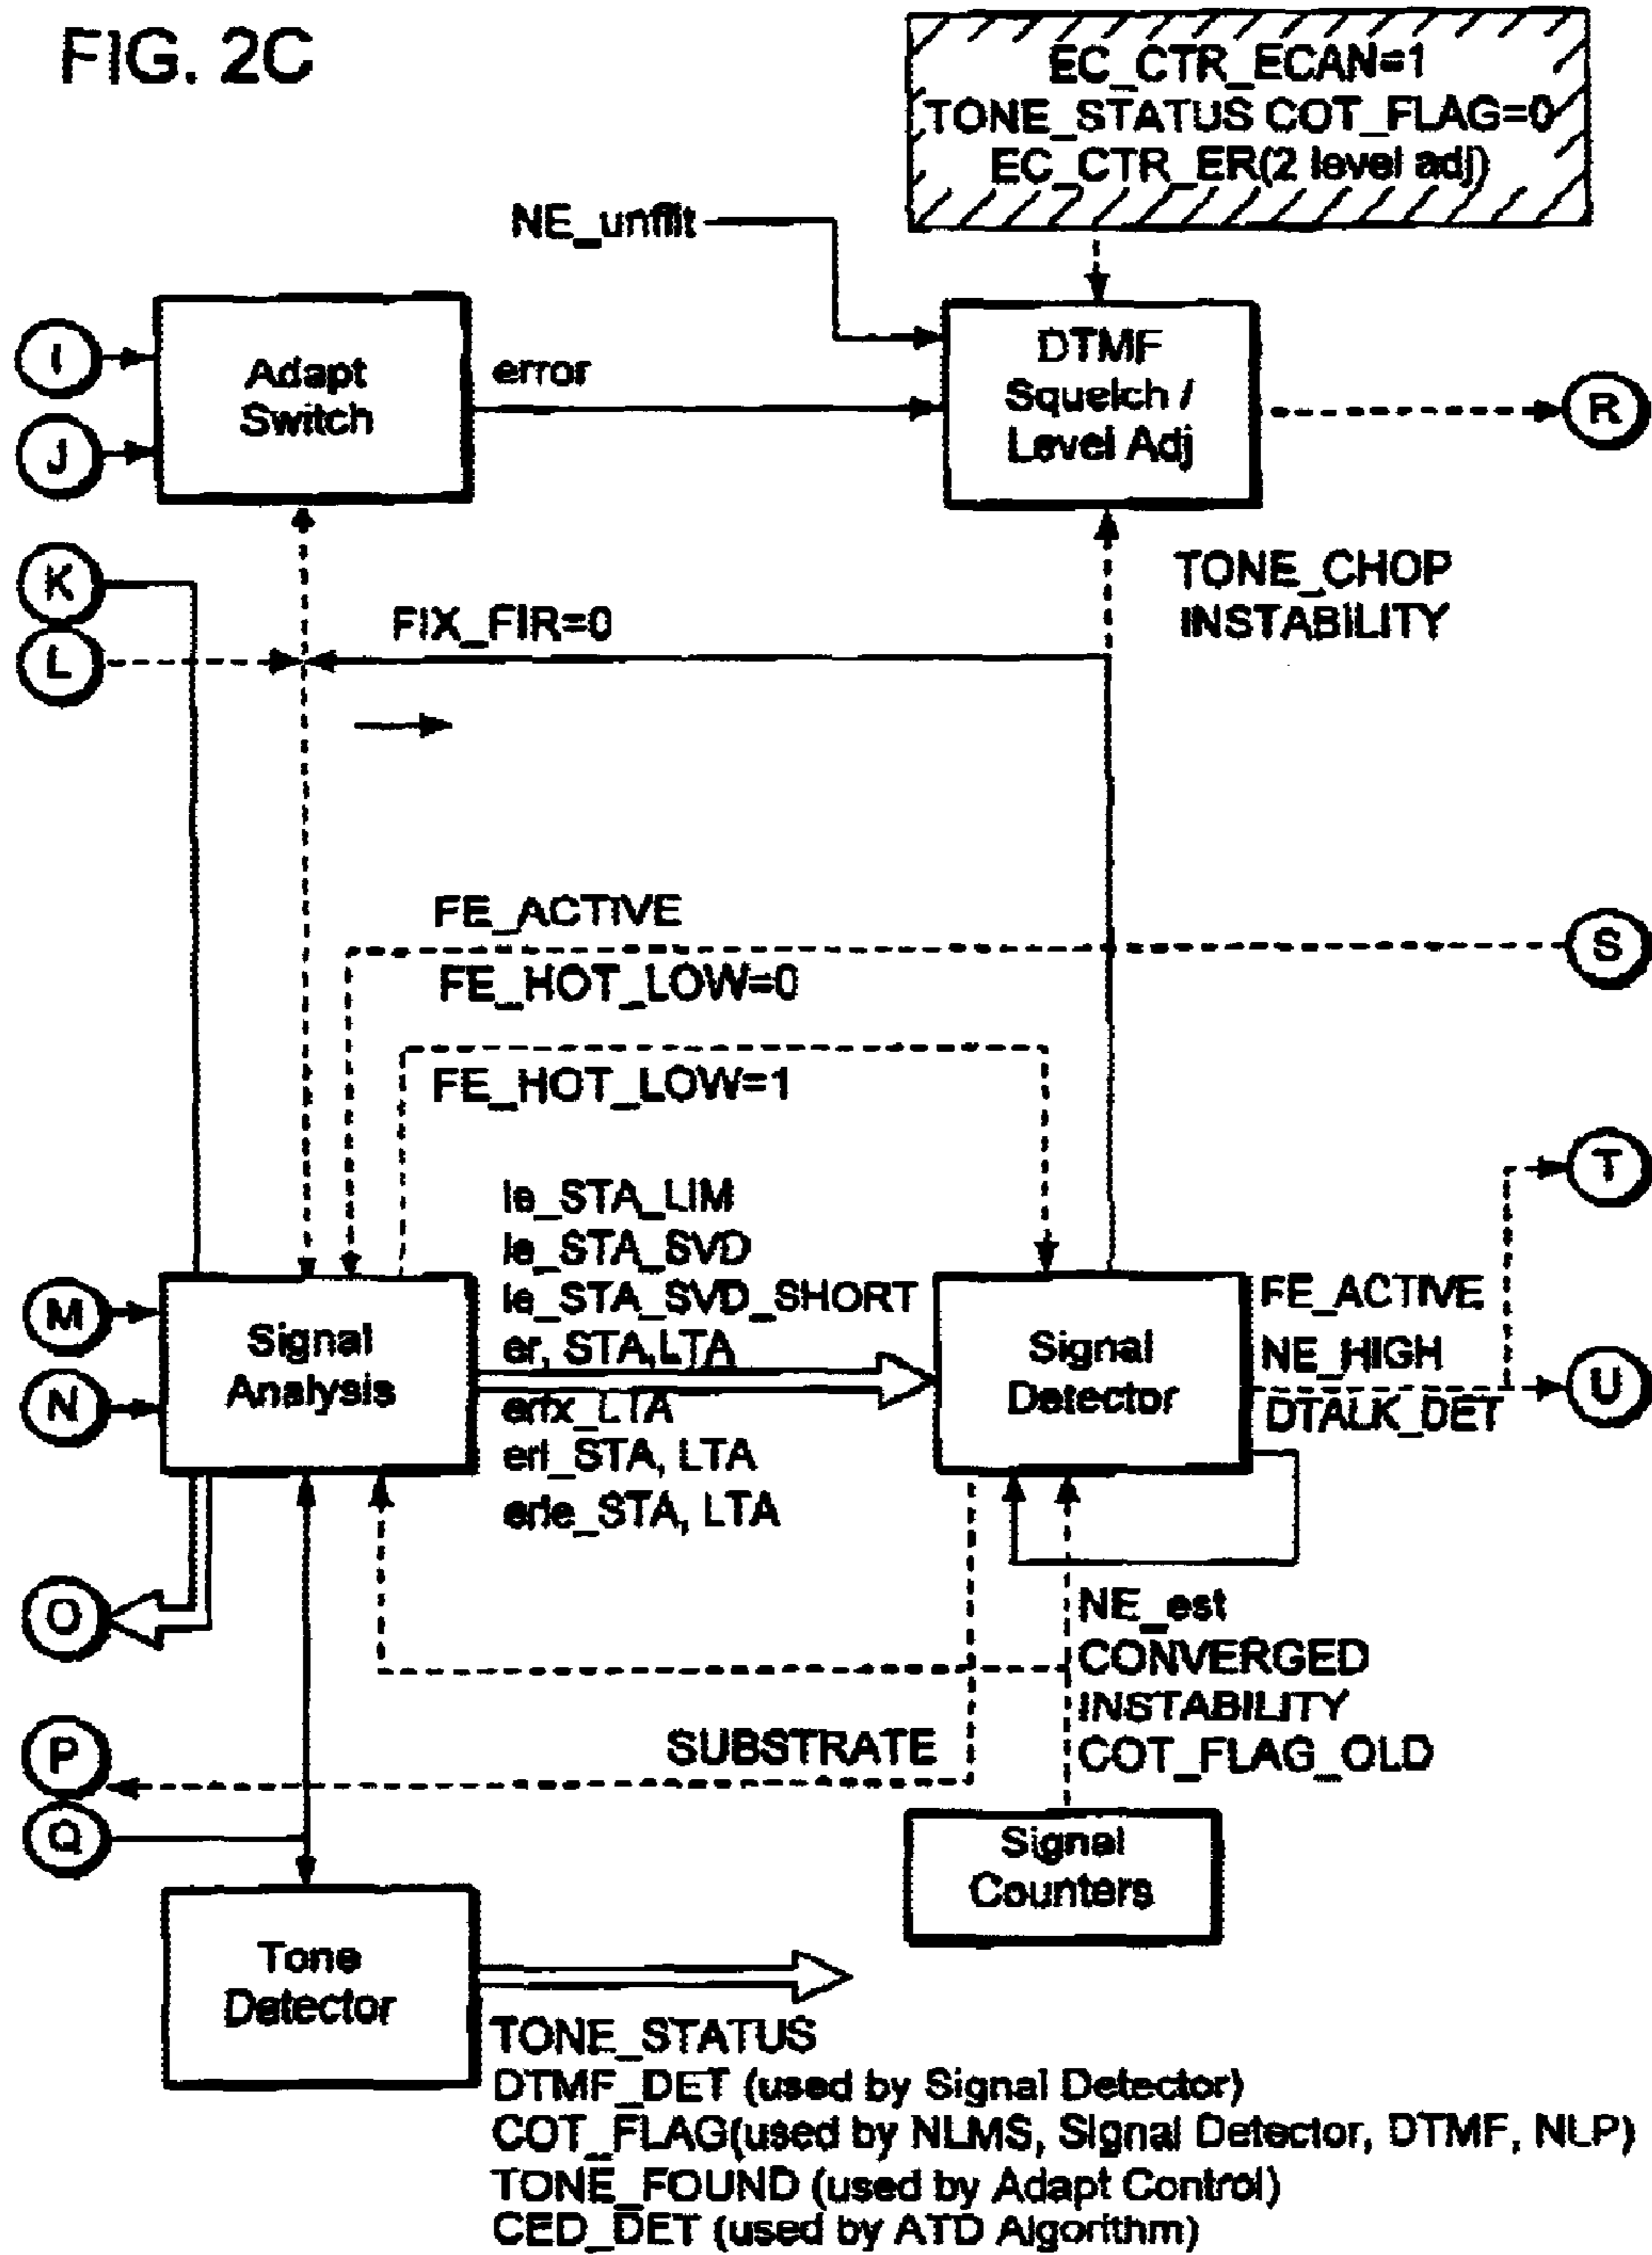 FIG. 2C
EC_CTR_ECAN=1
TONE_STATUS COT_FLAG=0
EC_CTR_ER(2 level adj)
NE_unflit
I
J
Adapt
Switch
error
DTMF
Squelch /
Level Adj
R
K
L
FIX_FIR=0
TONE_CHOP
INSTABILITY
FE_ACTIVE
FE_HOT_LOW=0
S
FE_HOT_LOW=1
T
le_STA_LIM
le_STA_SVD
le_STA_SVD_SHORT
er, STA,LTA
erfx_LTA
erl_STA, LTA
erle_STA, LTA
M
N
Signal
Analysis
Signal
Detector
FE_ACTIVE
NE_HIGH
DTALK_DET
U
O
NE_est
CONVERGED
INSTABILITY
COT_FLAG_OLD
SUBSTRATE
P
Q
Signal
Counters
Tone
Detector
TONE_STATUS
DTMF_DET (used by Signal Detector)
COT_FLAG(used by NLMS, Signal Detector, DTMF, NLP)
TONE_FOUND (used by Adapt Control)
CED_DET (used by ATD Algorithm)